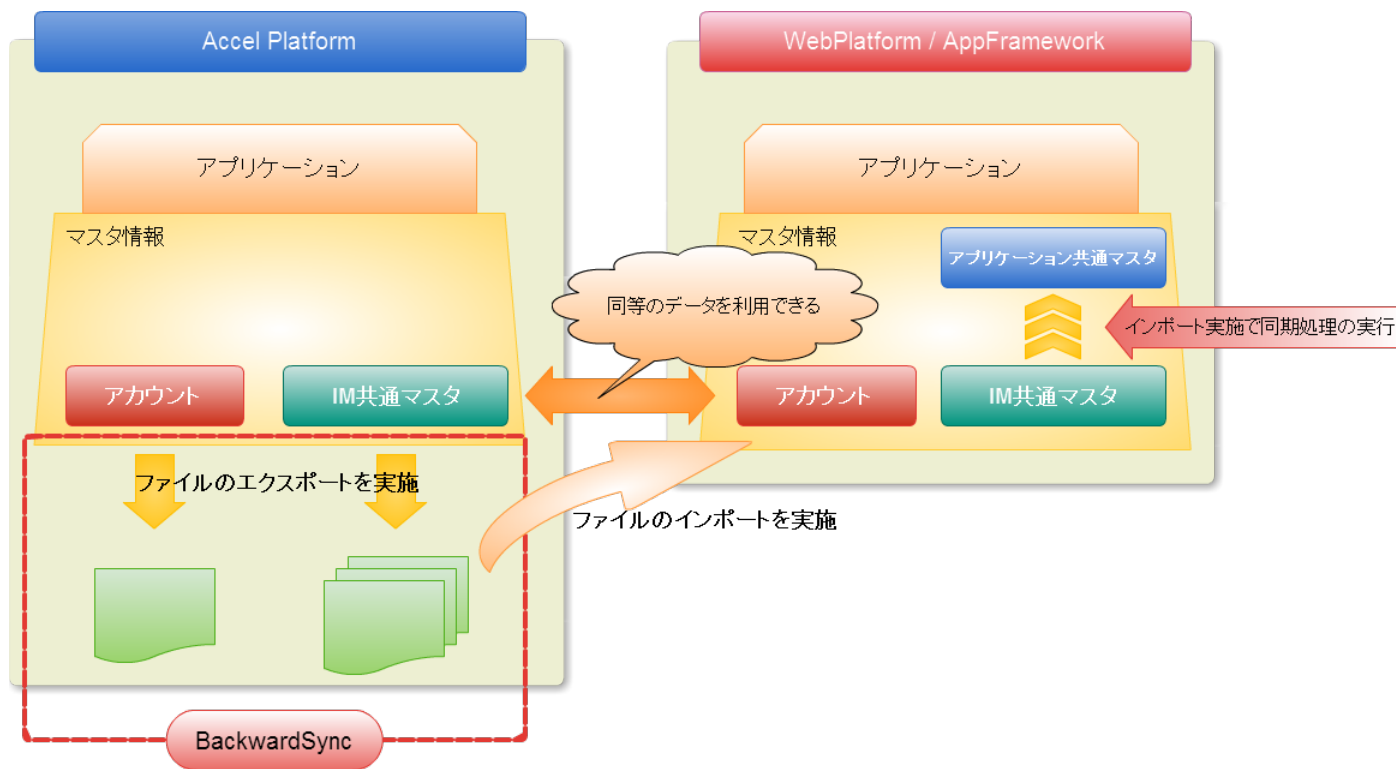 Accel Platform
WebPlatform / AppFramework
アプリケーション
アプリケーション
マスタ情報
マスタ情報
アプリケーション共通マスタ
同等のデータを利用できる
インポート実施で同期処理の実行
アカウント
IM共通マスタ
アカウント
IM共通マスタ
ファイルのエクスポートを実施
ファイルのインポートを実施
BackwardSync